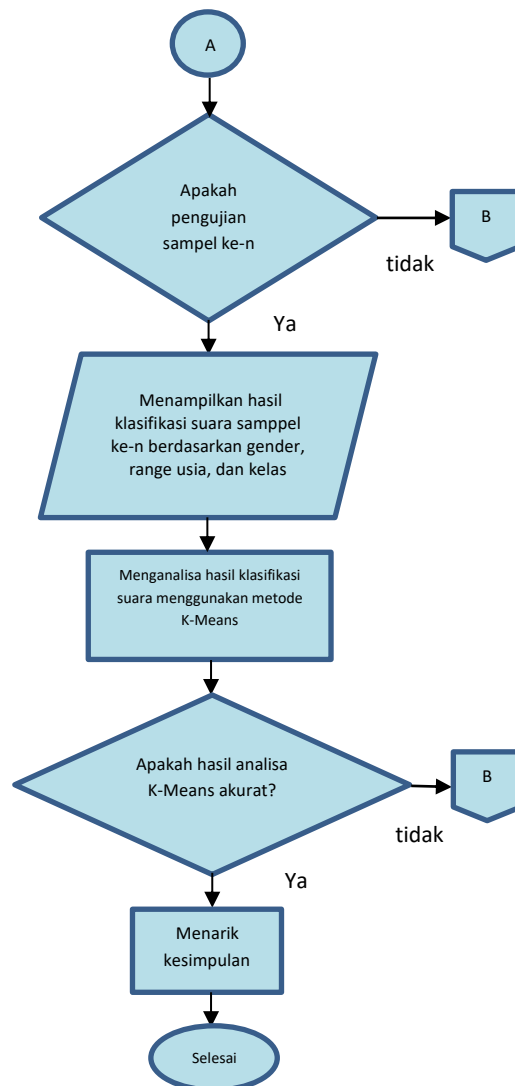 A
Apakah
pengujian
sampel ke-n
B
tidak
Ya
Menampilkan hasil
klasifikasi suara samppel
ke-n berdasarkan gender,
range usia, dan kelas
Menganalisa hasil klasifikasi
suara menggunakan metode
K-Means
Apakah hasil analisa
K-Means akurat?
B
tidak
Ya
Menarik
kesimpulan
Selesai